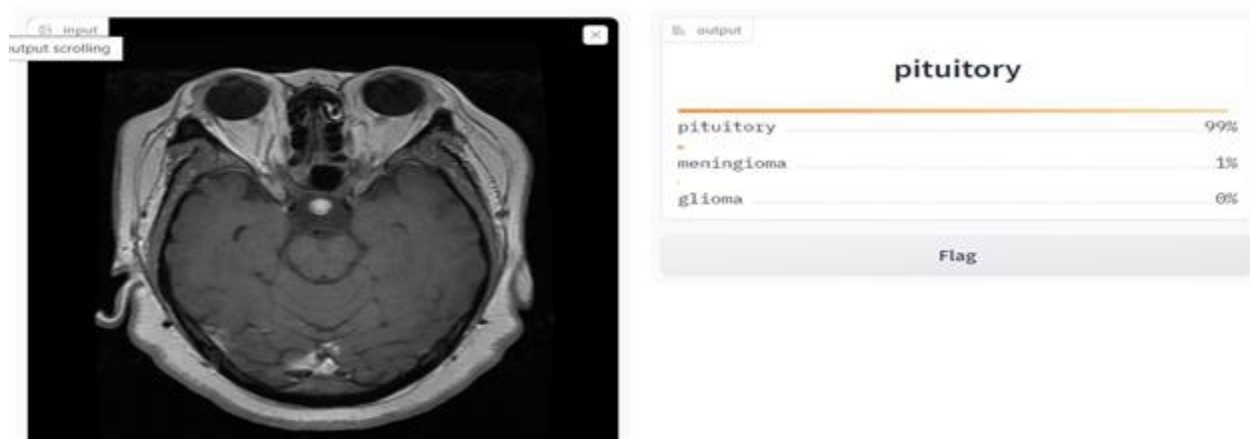 input
output scrolling
output
pituitory
pituitory 99%
meningioma 1%
glioma 0%
Flag